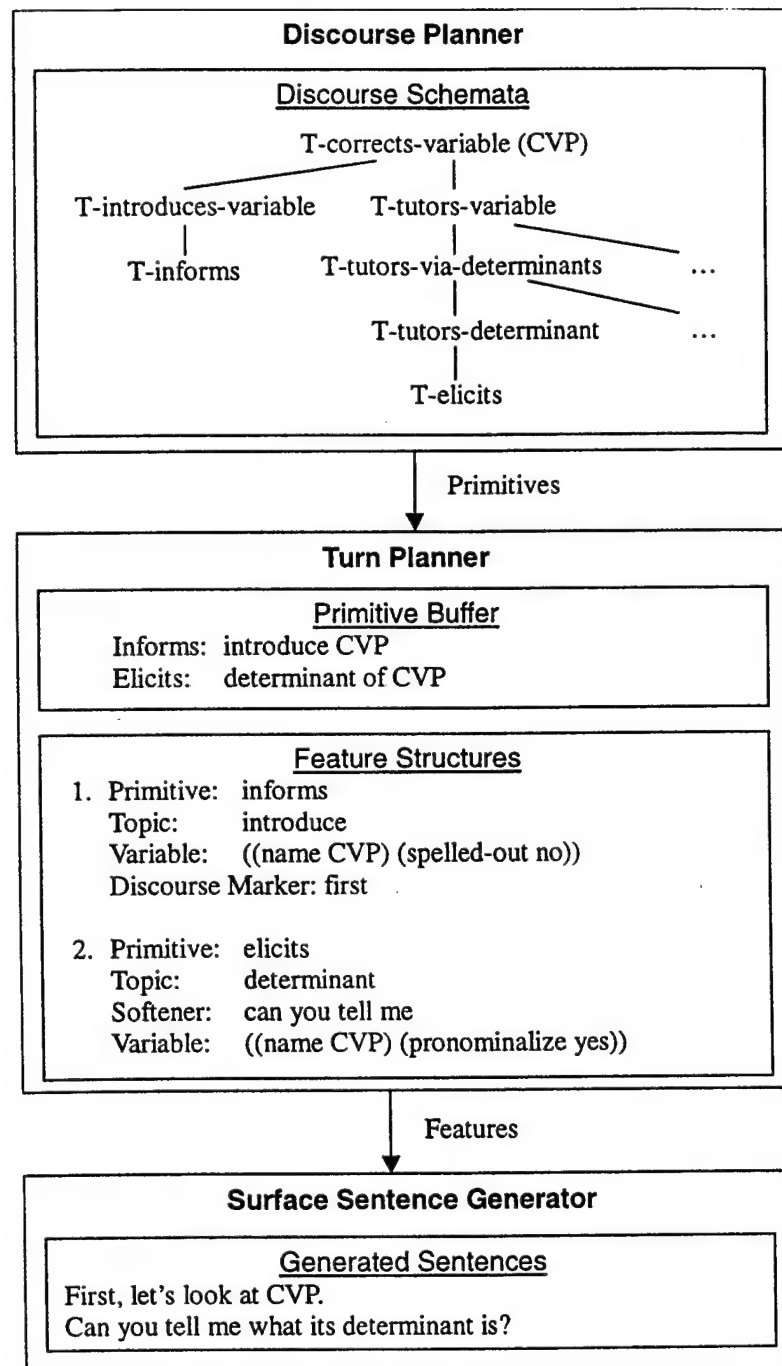 Discourse Planner
Discourse Schemata
T-corrects-variable (CVP)
T-introduces-variable T-tutors-variable
T-informs T-tutors-via-determinants ...
T-tutors-determinant ...
T-elicits
Primitives
Turn Planner
Primitive Buffer
Informs: introduce CVP
Elicits: determinant of CVP
Feature Structures
1. Primitive: informs
Topic: introduce
Variable: ((name CVP) (spelled-out no))
Discourse Marker: first
2. Primitive: elicits
Topic: determinant
Softener: can you tell me
Variable: ((name CVP) (pronominalize yes))
Features
Surface Sentence Generator
Generated Sentences
First, let's look at CVP.
Can you tell me what its determinant is?